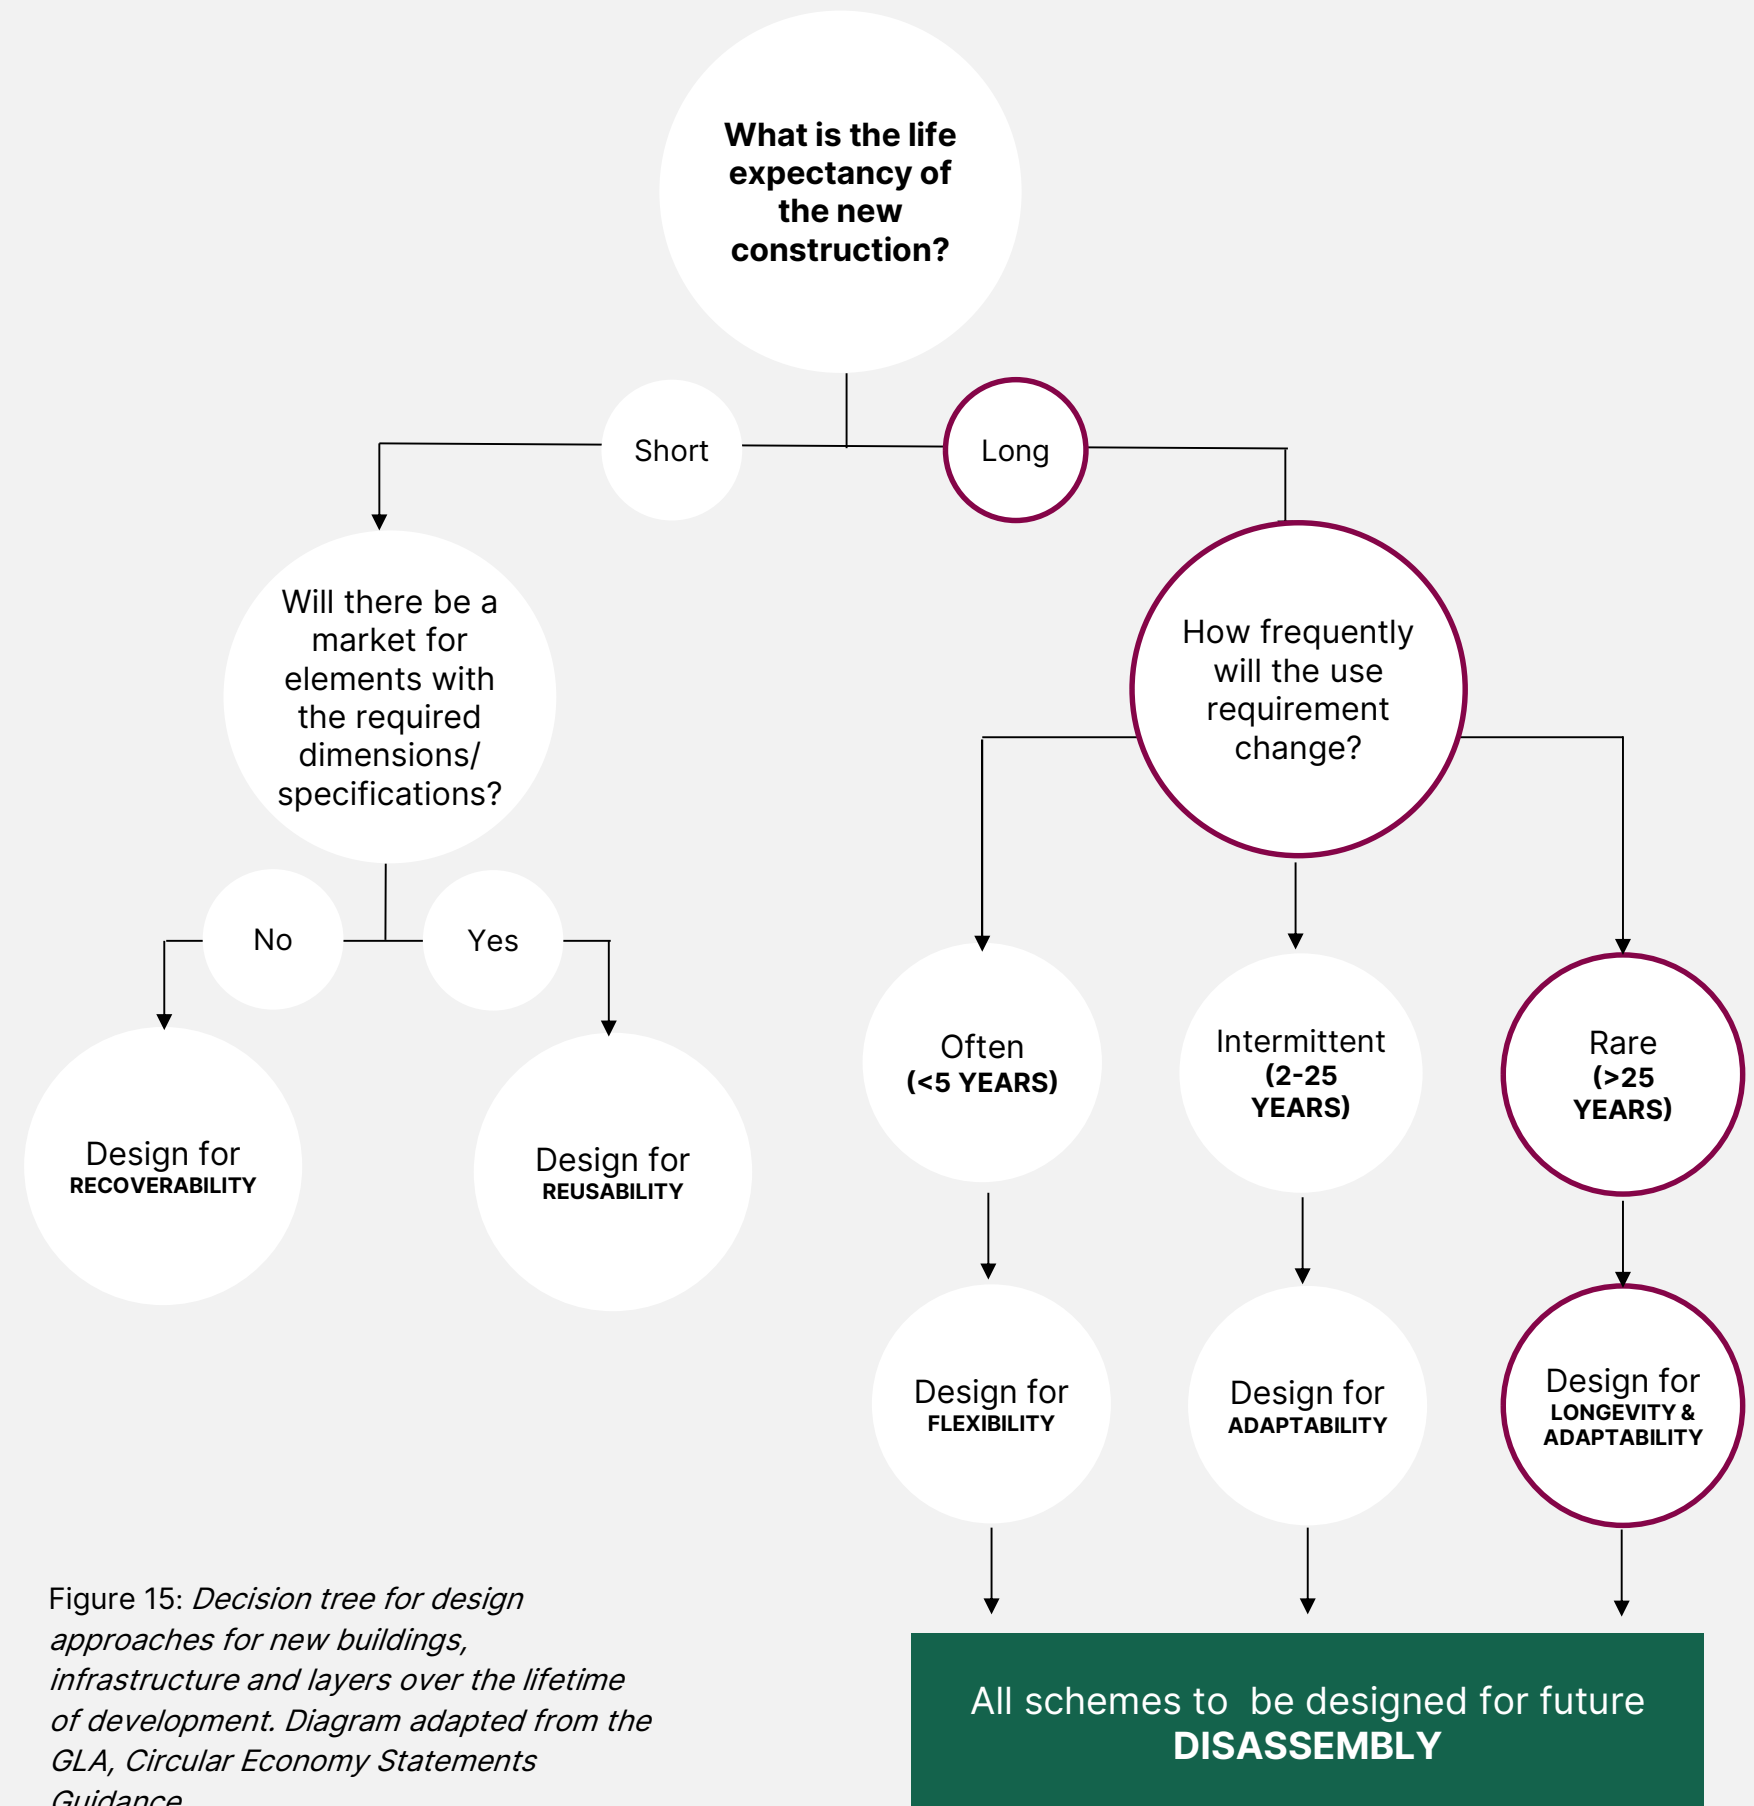 What is the life
expectancy of
the new
construction?
Short
Long
Will there be a
market for
elements with
the required
dimensions/
specifications?
How frequently
will the use
requirement
change?
No
Yes
Often
(<5 YEARS)
Intermittent
(2-25
YEARS)
Rare
(>25
YEARS)
Design for
RECOVERABILITY
Design for
REUSABILITY
Design for
FLEXIBILITY
Design for
ADAPTABILITY
Design for
LONGEVITY &
ADAPTABILITY
Figure 15: Decision tree for design
approaches for new buildings,
infrastructure and layers over the lifetime
of development. Diagram adapted from the
GLA, Circular Economy Statements
Guidance
All schemes to  be designed for future
DISASSEMBLY